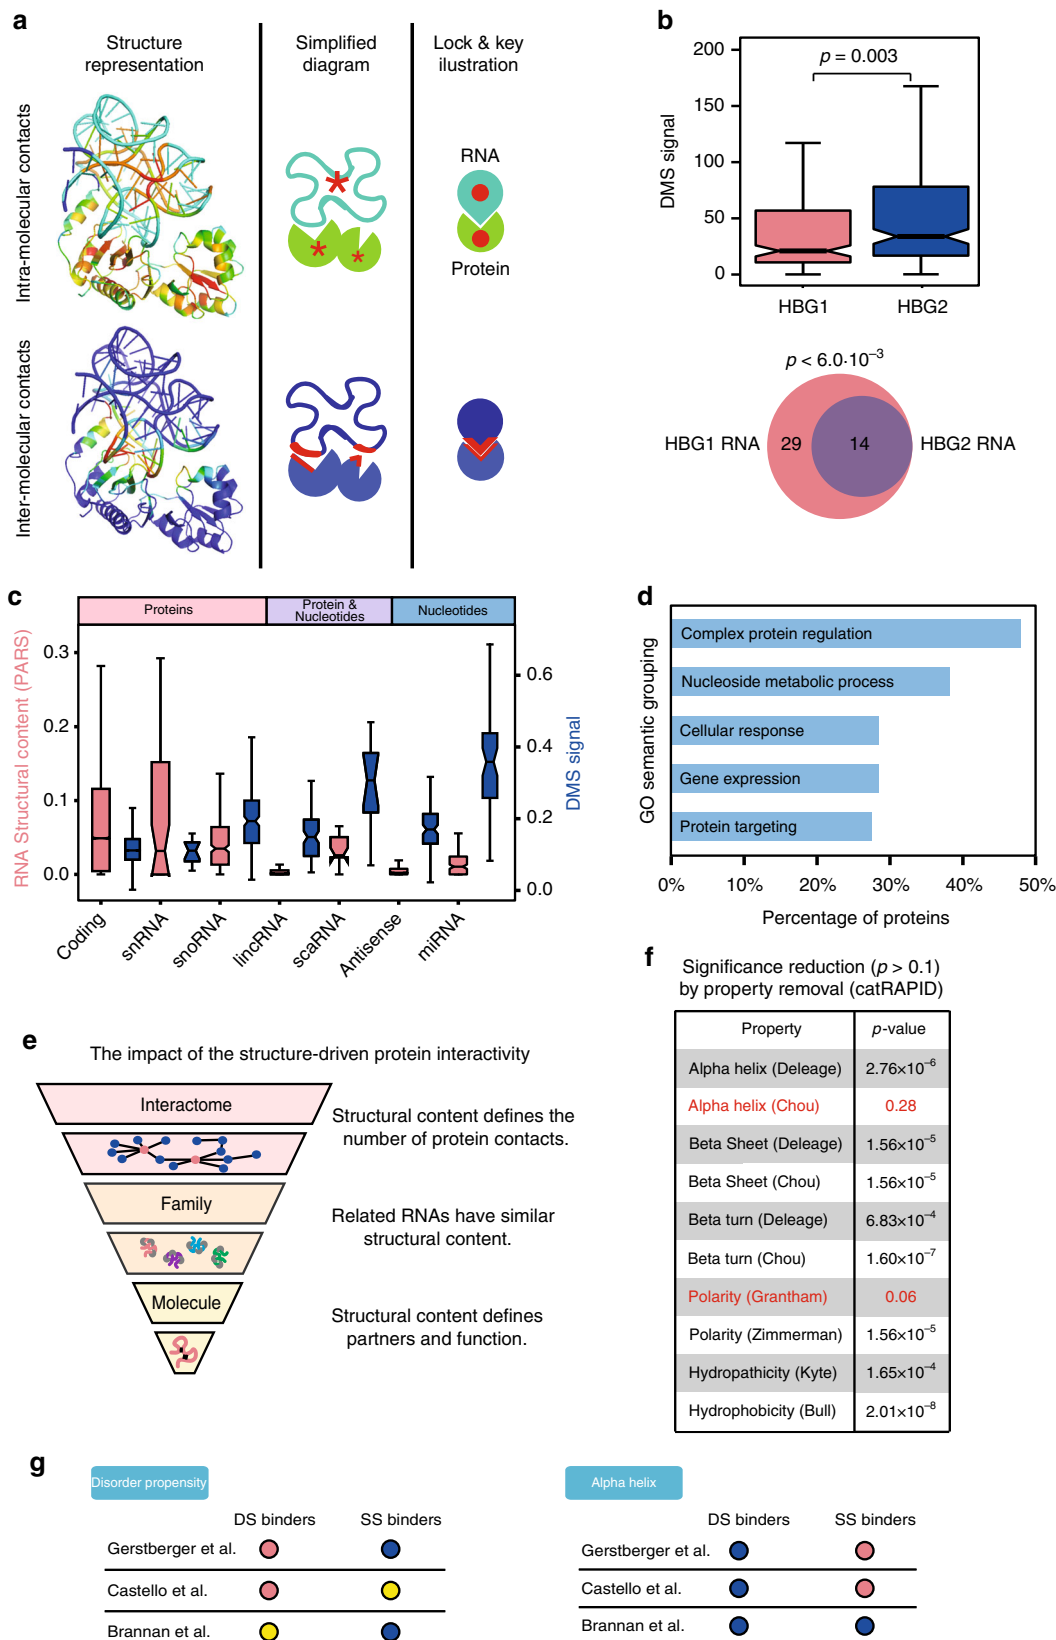 a
Structure
representation
Simplified
diagram
Lock & key
ilustration
Intra-molecular contacts
RNA
Protein
Inter-molecular contacts
b
DMS signal
200
150
100
50
0
p = 0.003
HBG1
HBG2
p < 6.0·10⁻³
HBG1 RNA
29
14
HBG2 RNA
c
Proteins
Protein &
Nucleotides
Nucleotides
RNA Structural content (PARS)
0.3
0.2
0.1
0.0
0.6
0.4
0.2
0.0
DMS signal
Coding
snRNA
snoRNA
lincRNA
scaRNA
Antisense
miRNA
d
GO semantic grouping
Complex protein regulation
Nucleoside metabolic process
Cellular response
Gene expression
Protein targeting
0%
10%
20%
30%
40%
50%
Percentage of proteins
e
The impact of the structure-driven protein interactivity
Interactome
Structural content defines the
number of protein contacts.
Family
Related RNAs have similar
structural content.
Molecule
Structural content defines
partners and function.
f
Significance reduction (p > 0.1)
by property removal (catRAPID)
Property p-value
Alpha helix (Deleage) 2.76×10⁻⁶
Alpha helix (Chou) 0.28
Beta Sheet (Deleage) 1.56×10⁻⁵
Beta Sheet (Chou) 1.56×10⁻⁵
Beta turn (Deleage) 6.83×10⁻⁴
Beta turn (Chou) 1.60×10⁻⁷
Polarity (Grantham) 0.06
Polarity (Zimmerman) 1.56×10⁻⁵
Hydropathicity (Kyte) 1.65×10⁻⁴
Hydrophobicity (Bull) 2.01×10⁻⁸
g
Disorder propensity
DS binders SS binders
Gerstberger et al.
Castello et al.
Brannan et al.
Alpha helix
DS binders SS binders
Gerstberger et al.
Castello et al.
Brannan et al.